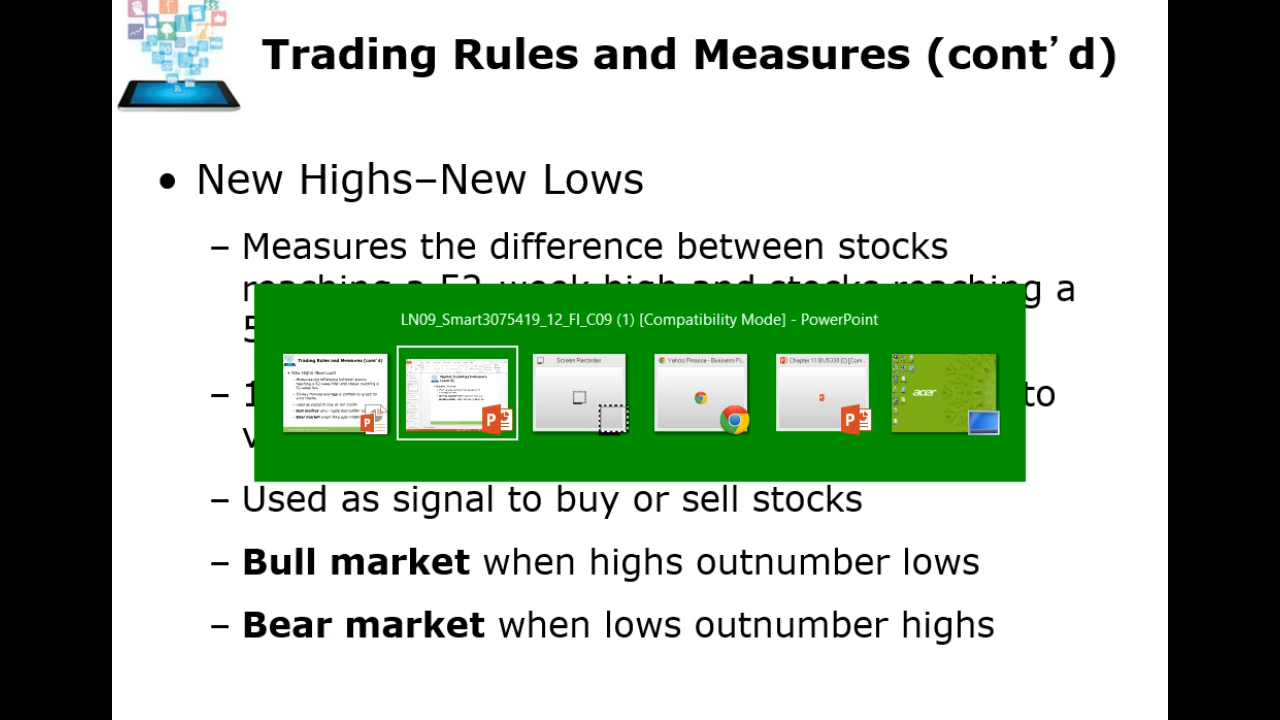 Trading Rules and Measures (cont’d)
• New Highs–New Lows
– Measures the difference between stocks
reaching a 52-week high and stocks reaching a
5
LN09_Smart3075419_12_FI_C09 (1) [Compatibility Mode] - PowerPoint
Trading Rules and Measures (cont'd)
Screen Recorder
Yahoo Finance - Business Fi
Chapter 11 BUS330 (2) [Com
acer
– 1
to
v
– Used as signal to buy or sell stocks
– Bull market when highs outnumber lows
– Bear market when lows outnumber highs